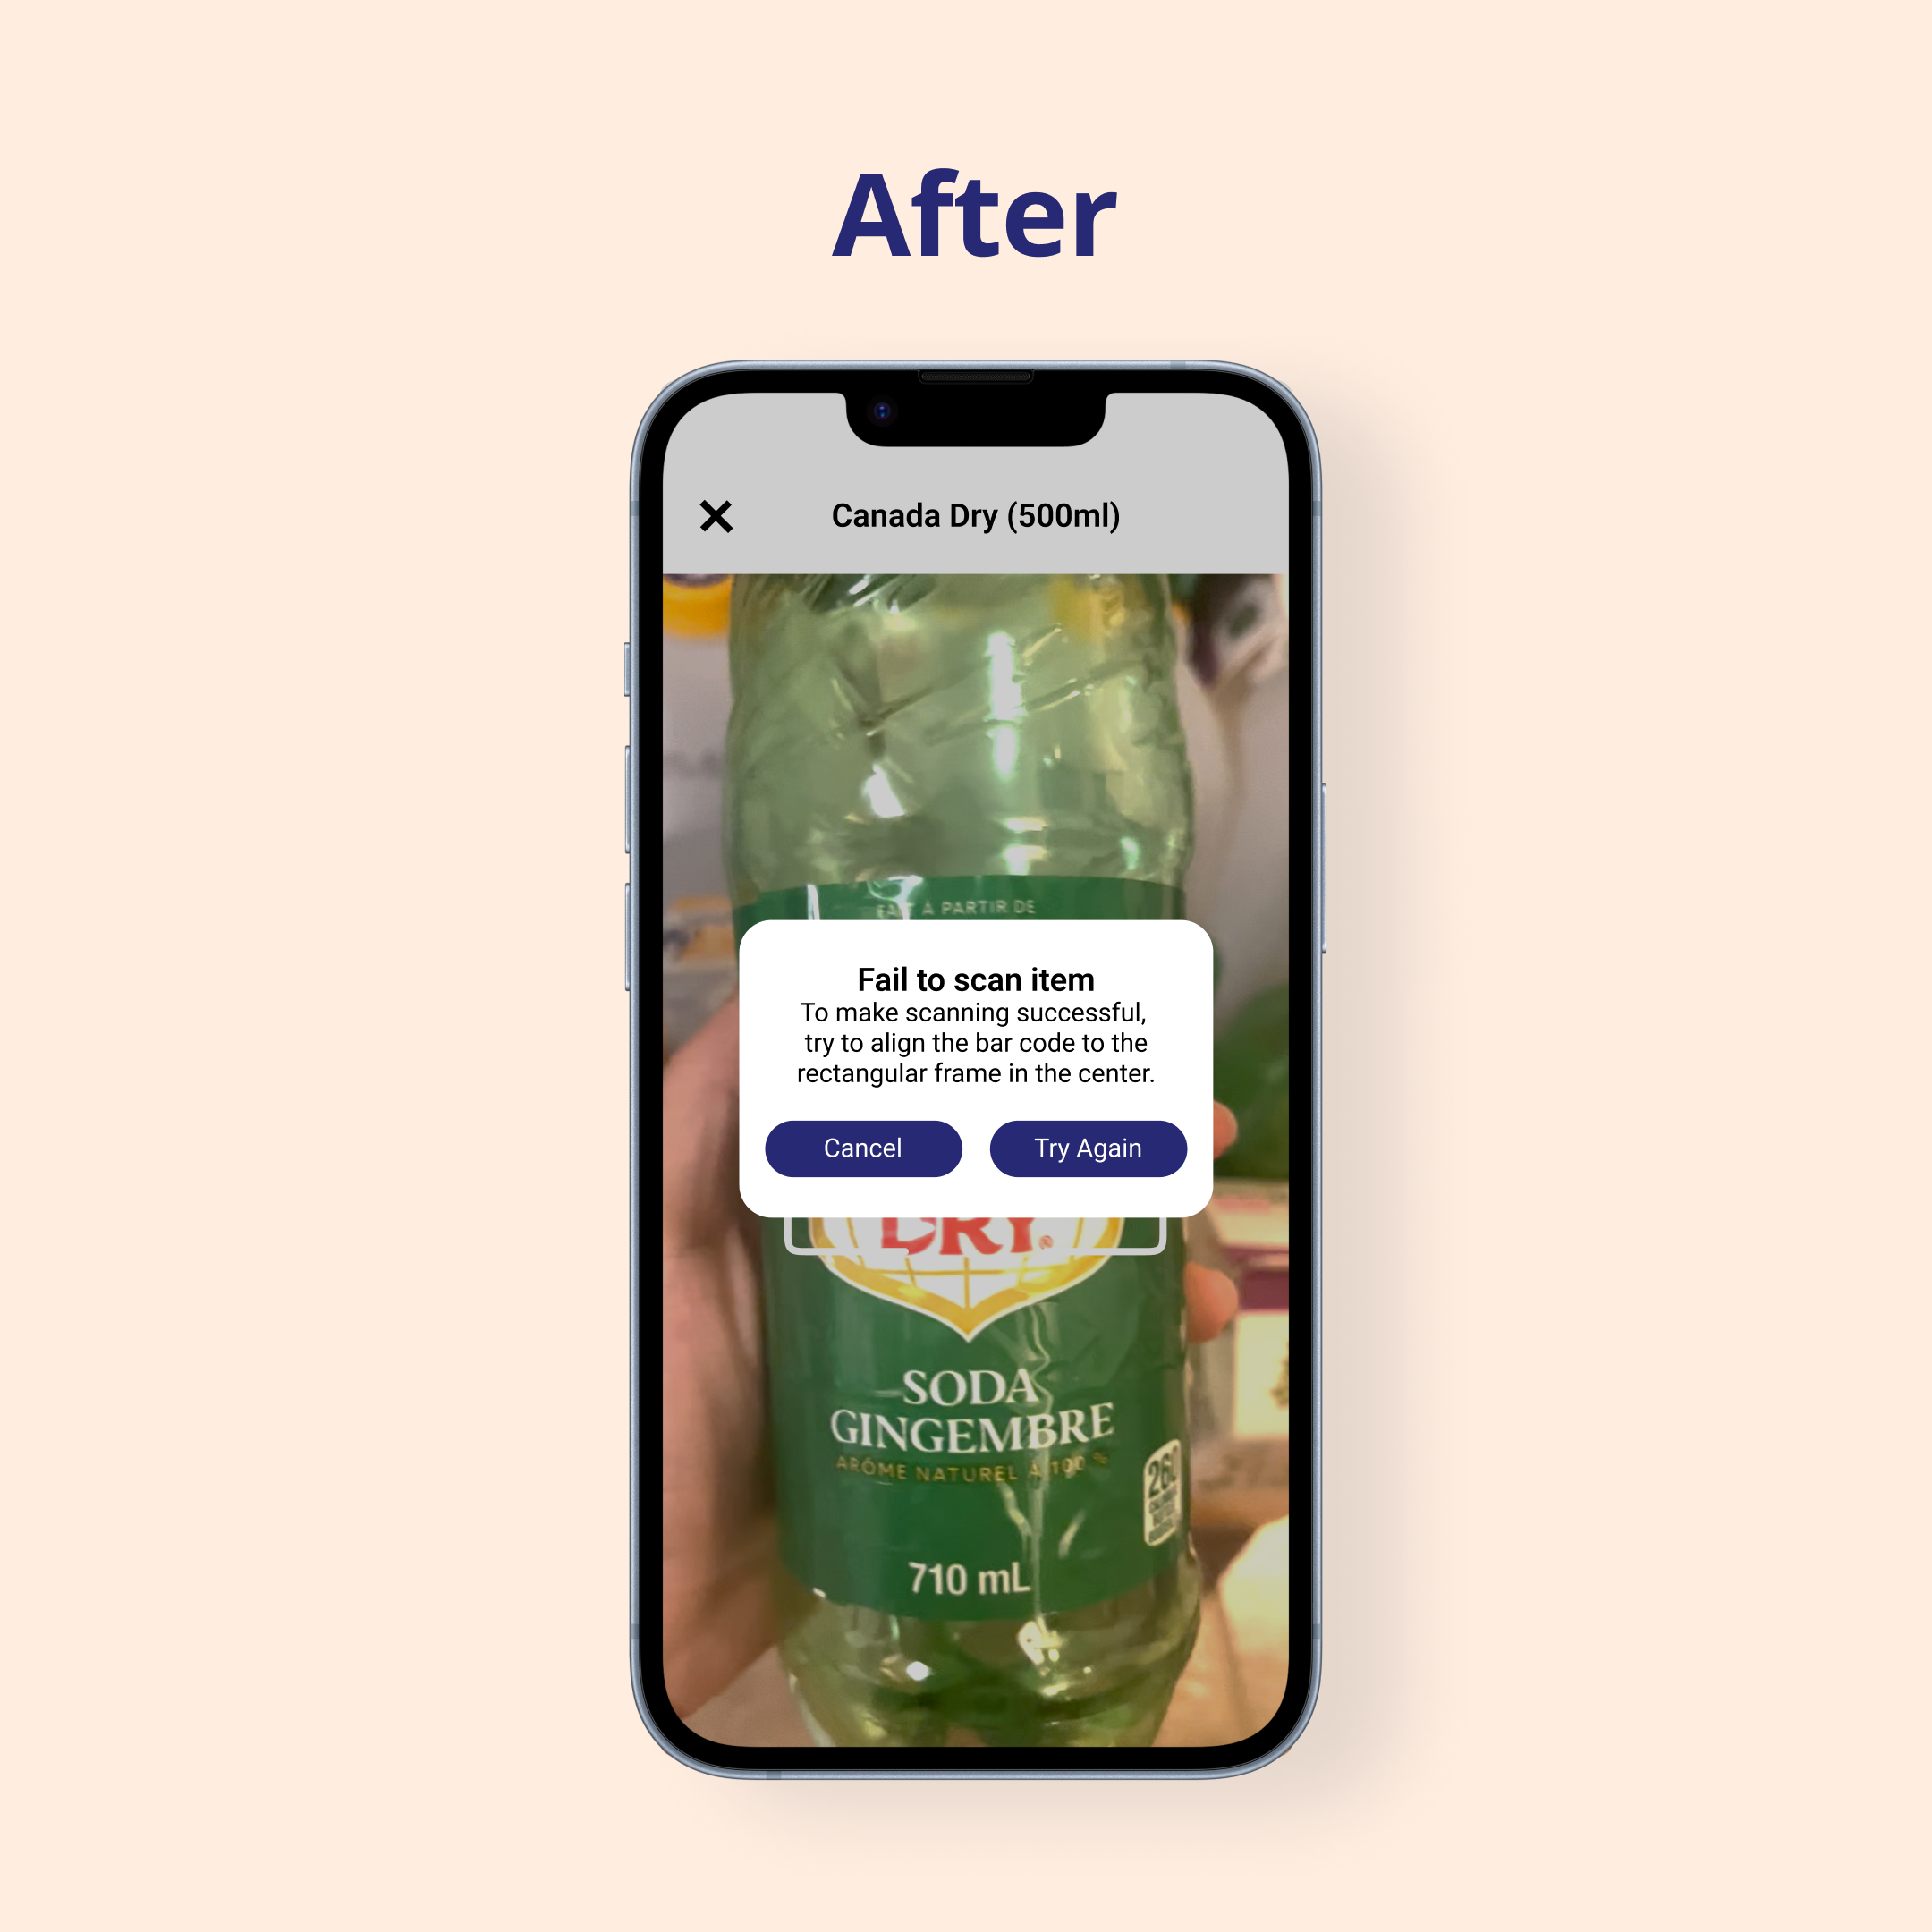 After
Canada Dry (500ml)
FAIT À PARTIR DE
Fail to scan item
To make scanning successful,
try to align the bar code to the
rectangular frame in the center.
Cancel Try Again
DRY®
SODA
GINGEMBRE
ARÔME NATUREL À 100 %
260
710 mL